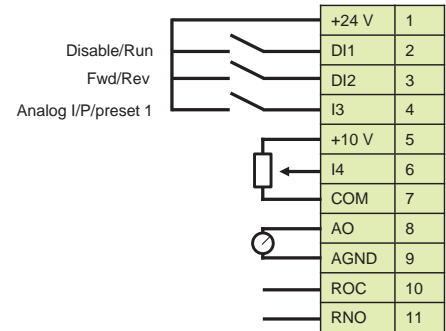 +24 V 1
Disable/Run DI1 2
Fwd/Rev DI2 3
Analog I/P/preset 1 I3 4
+10 V 5
I4 6
COM 7
AO 8
AGND 9
ROC 10
RNO 11